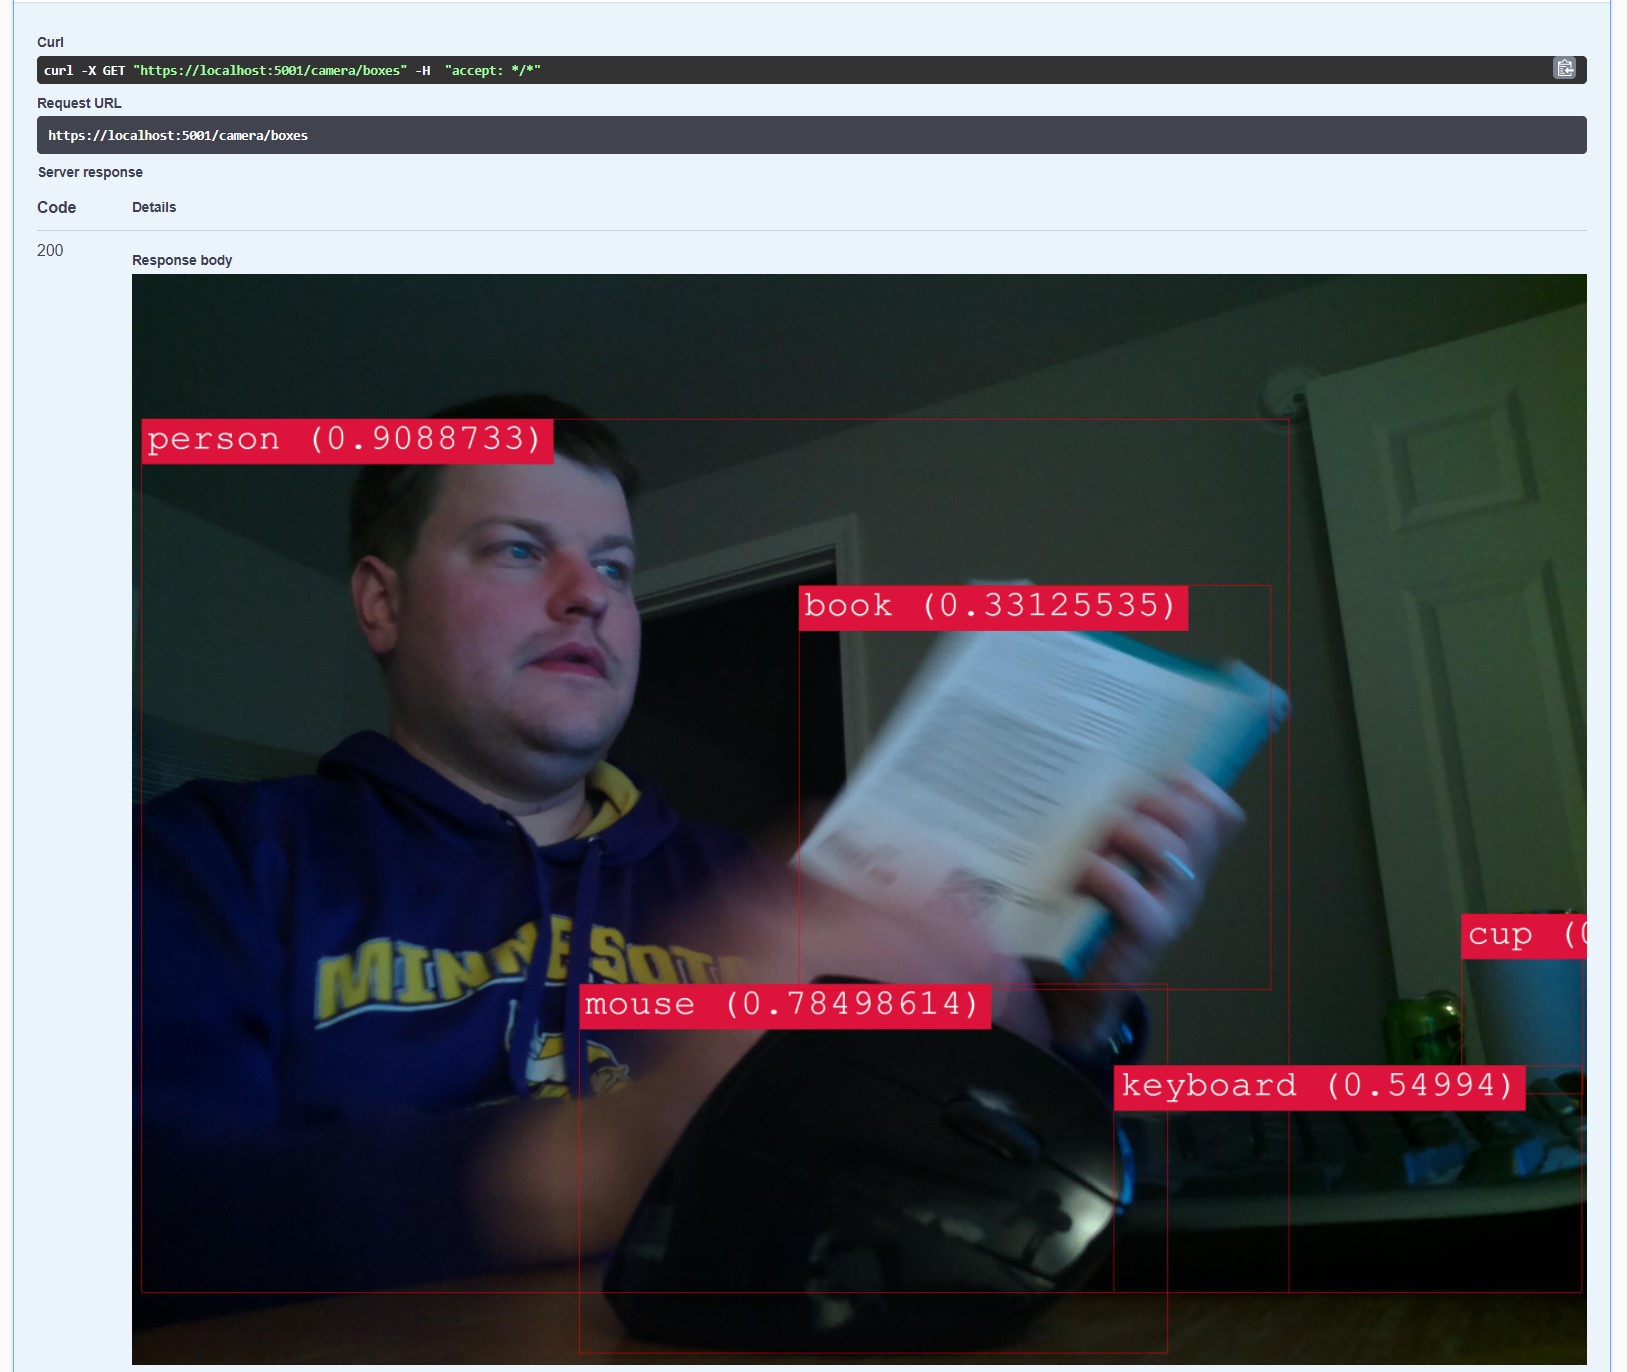 Curl
curl -X GET "https://localhost:5001/camera/boxes" -H  "accept: */*"
Request URL
https://localhost:5001/camera/boxes
Server response
Code Details
200
Response body
person (0.9088733)
book (0.33125535)
cup (0
MINNESOTA
mouse (0.78498614)
keyboard (0.54994)